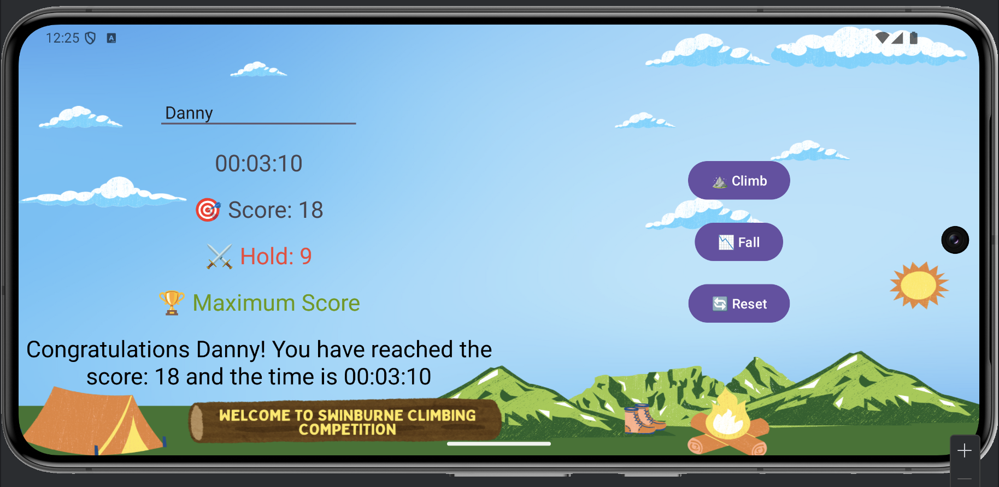 12:25
Danny
00:03:10
🎯 Score: 18
⚔️ Hold: 9
🏆 Maximum Score
Congratulations Danny! You have reached the
score: 18 and the time is 00:03:10
Climb
Fall
Reset
WELCOME TO SWINBURNE CLIMBING
COMPETITION